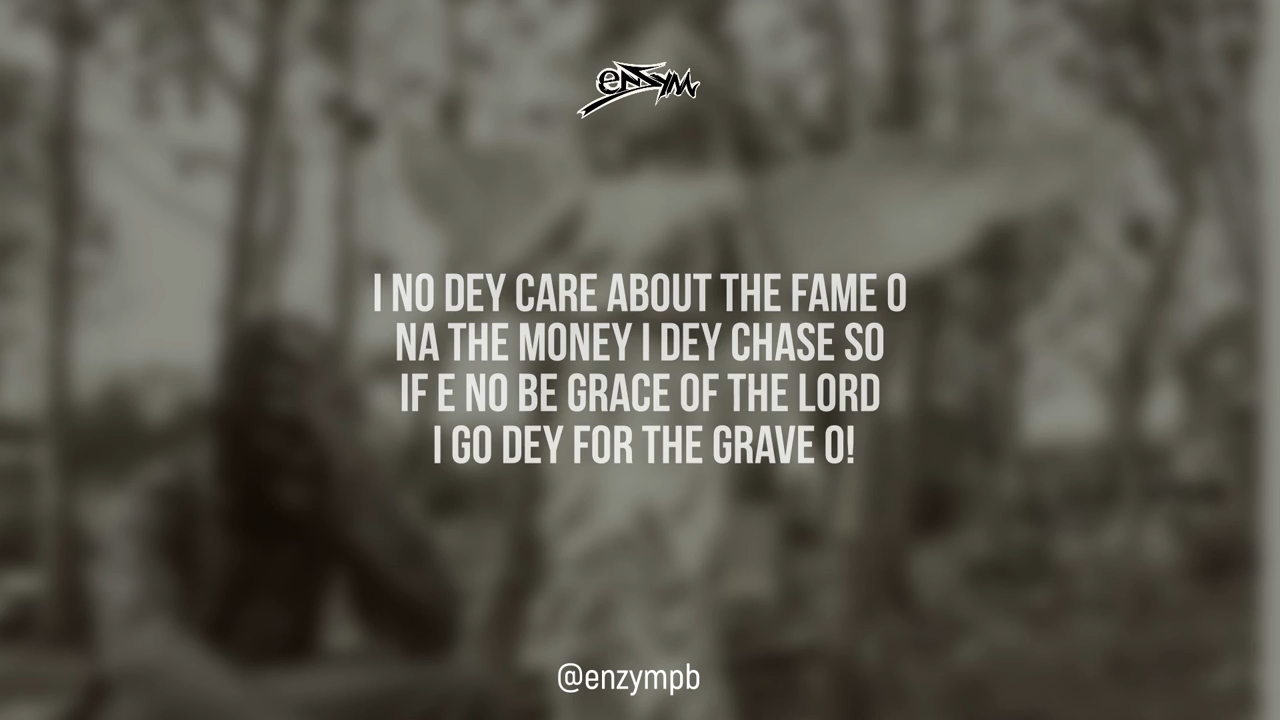 enzym
I NO DEY CARE ABOUT THE FAME O
NA THE MONEY I DEY CHASE SO
IF E NO BE GRACE OF THE LORD
I GO DEY FOR THE GRAVE O!
@enzympb